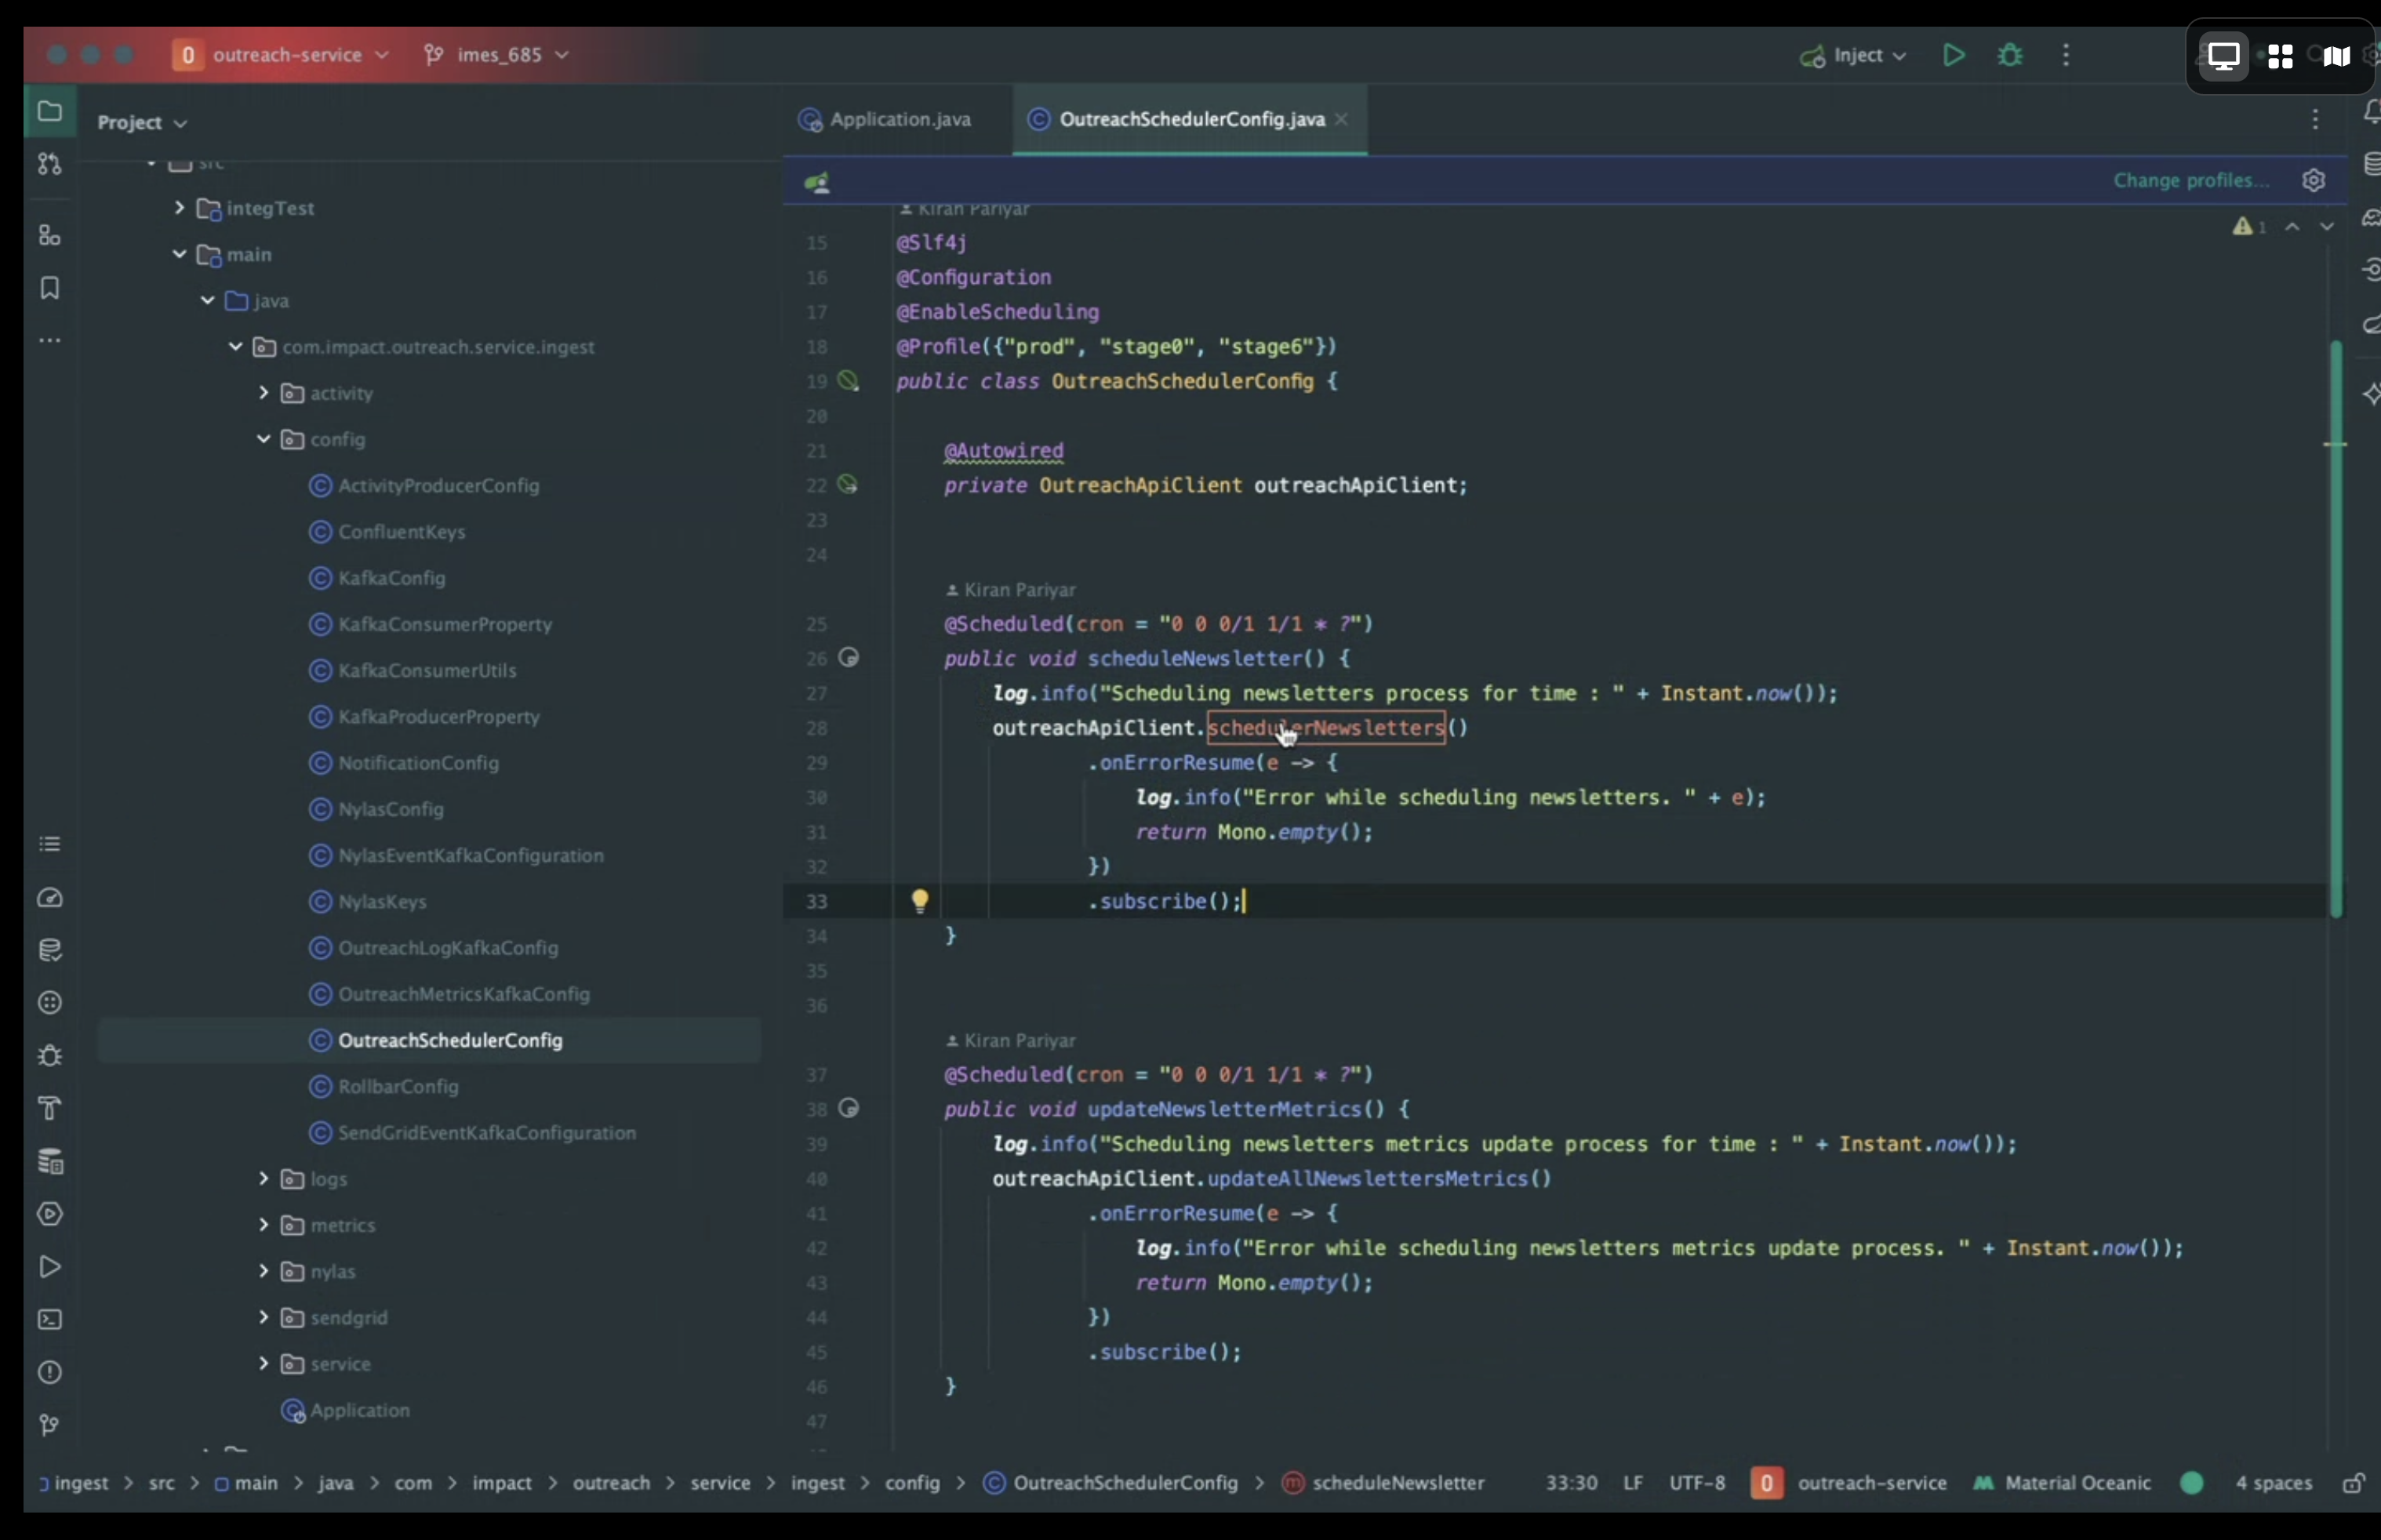 outreach-service imes_685 Inject
Project
Application.java OutreachSchedulerConfig.java
src
Change profiles...
integTest
main
java
com.impact.outreach.service.ingest
activity
config
ActivityProducerConfig
ConfluentKeys
KafkaConfig
KafkaConsumerProperty
KafkaConsumerUtils
KafkaProducerProperty
NotificationConfig
NylasConfig
NylasEventKafkaConfiguration
NylasKeys
OutreachLogKafkaConfig
OutreachMetricsKafkaConfig
OutreachSchedulerConfig
RollbarConfig
SendGridEventKafkaConfiguration
logs
metrics
nylas
sendgrid
service
Application
Kiran Pariyar
1
15 @Slf4j
16 @Configuration
17 @EnableScheduling
18 @Profile({"prod", "stage0", "stage6"})
19 public class OutreachSchedulerConfig {
20
21 @Autowired
22 private OutreachApiClient outreachApiClient;
23
24
Kiran Pariyar
25 @Scheduled(cron = "0 0 0/1 1/1 * ?")
26 public void scheduleNewsletter() {
27 log.info("Scheduling newsletters process for time : " + Instant.now());
28 outreachApiClient.schedulerNewsletters()
29 .onErrorResume(e -> {
30 log.info("Error while scheduling newsletters. " + e);
31 return Mono.empty();
32 })
33 .subscribe();
34 }
35
36
Kiran Pariyar
37 @Scheduled(cron = "0 0 0/1 1/1 * ?")
38 public void updateNewsletterMetrics() {
39 log.info("Scheduling newsletters metrics update process for time : " + Instant.now());
40 outreachApiClient.updateAllNewslettersMetrics()
41 .onErrorResume(e -> {
42 log.info("Error while scheduling newsletters metrics update process. " + Instant.now());
43 return Mono.empty();
44 })
45 .subscribe();
46 }
47
ingest > src > main > java > com > impact > outreach > service > ingest > config > OutreachSchedulerConfig > scheduleNewsletter 33:30 LF UTF-8 outreach-service Material Oceanic 4 spaces